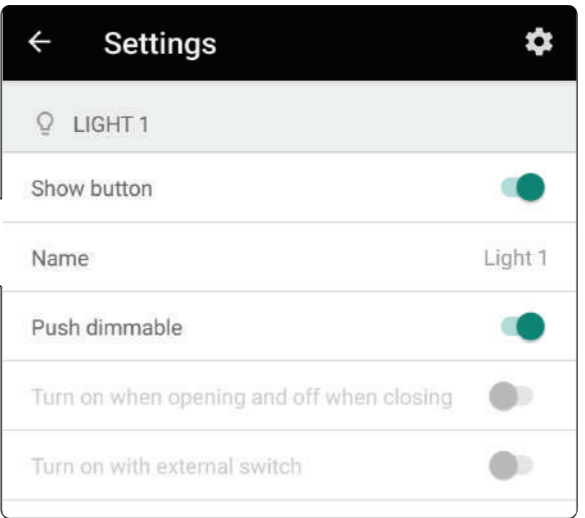 Settings
LIGHT 1
Show button
Name Light 1
Push dimmable
Turn on when opening and off when closing
Turn on with external switch